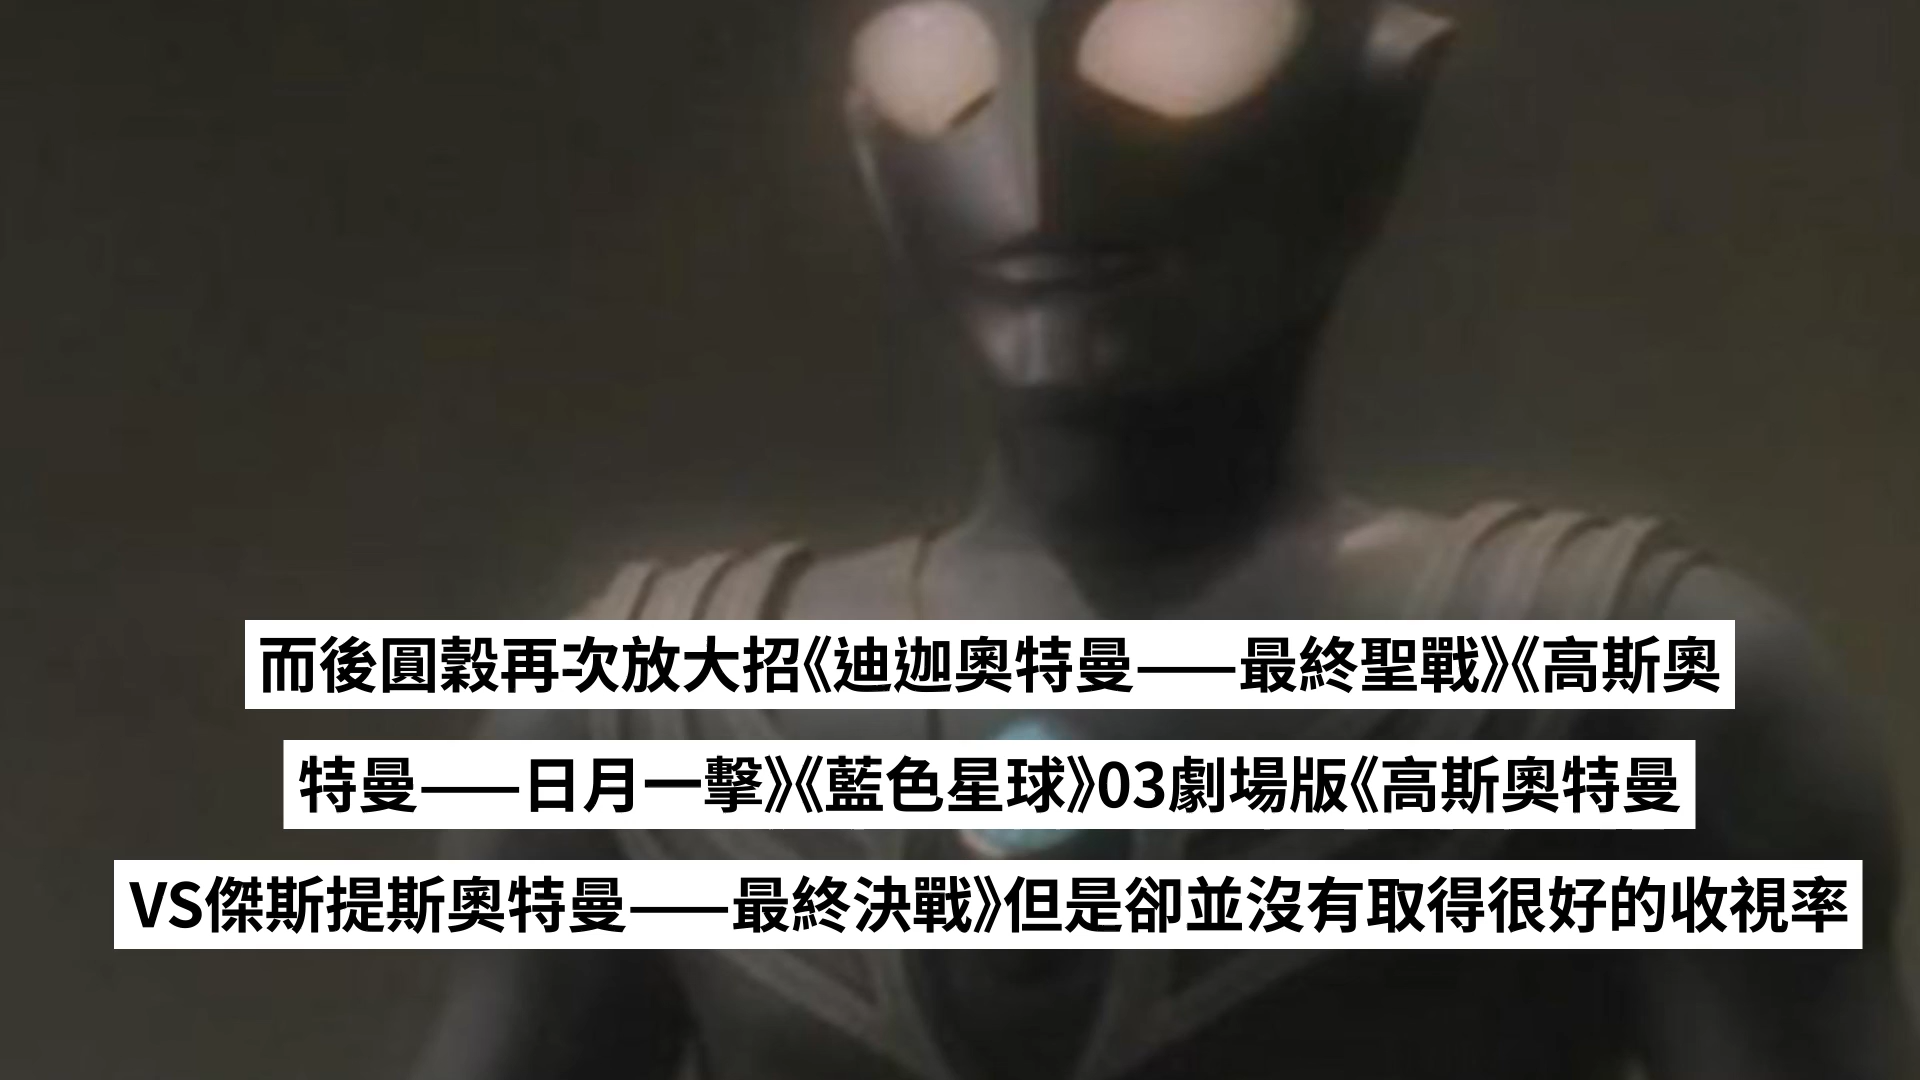 而後圓穀再次放大招《迪迦奧特曼——最終聖戰》《高斯奧
特曼——日月一擊》《藍色星球》03劇場版《高斯奧特曼
VS傑斯提斯奧特曼——最終決戰》但是卻並沒有取得很好的收視率